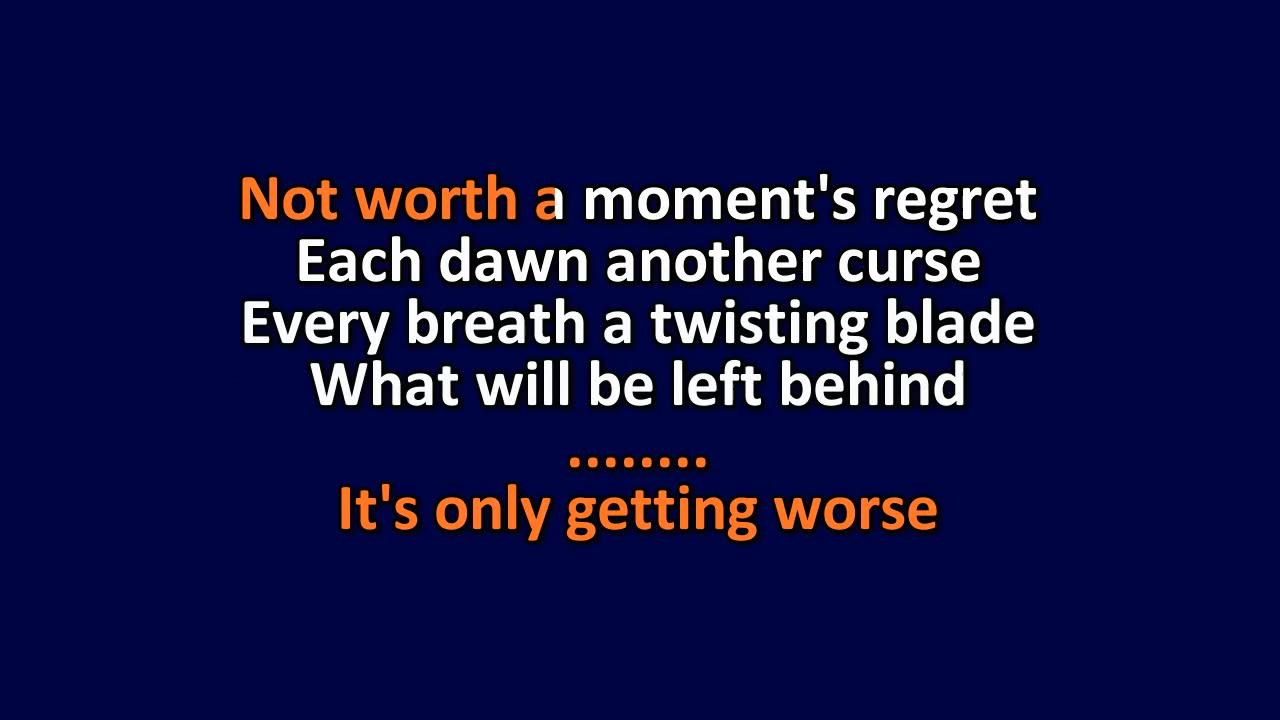 Not worth a moment's regret
Each dawn another curse
Every breath a twisting blade
What will be left behind
........
It's only getting worse